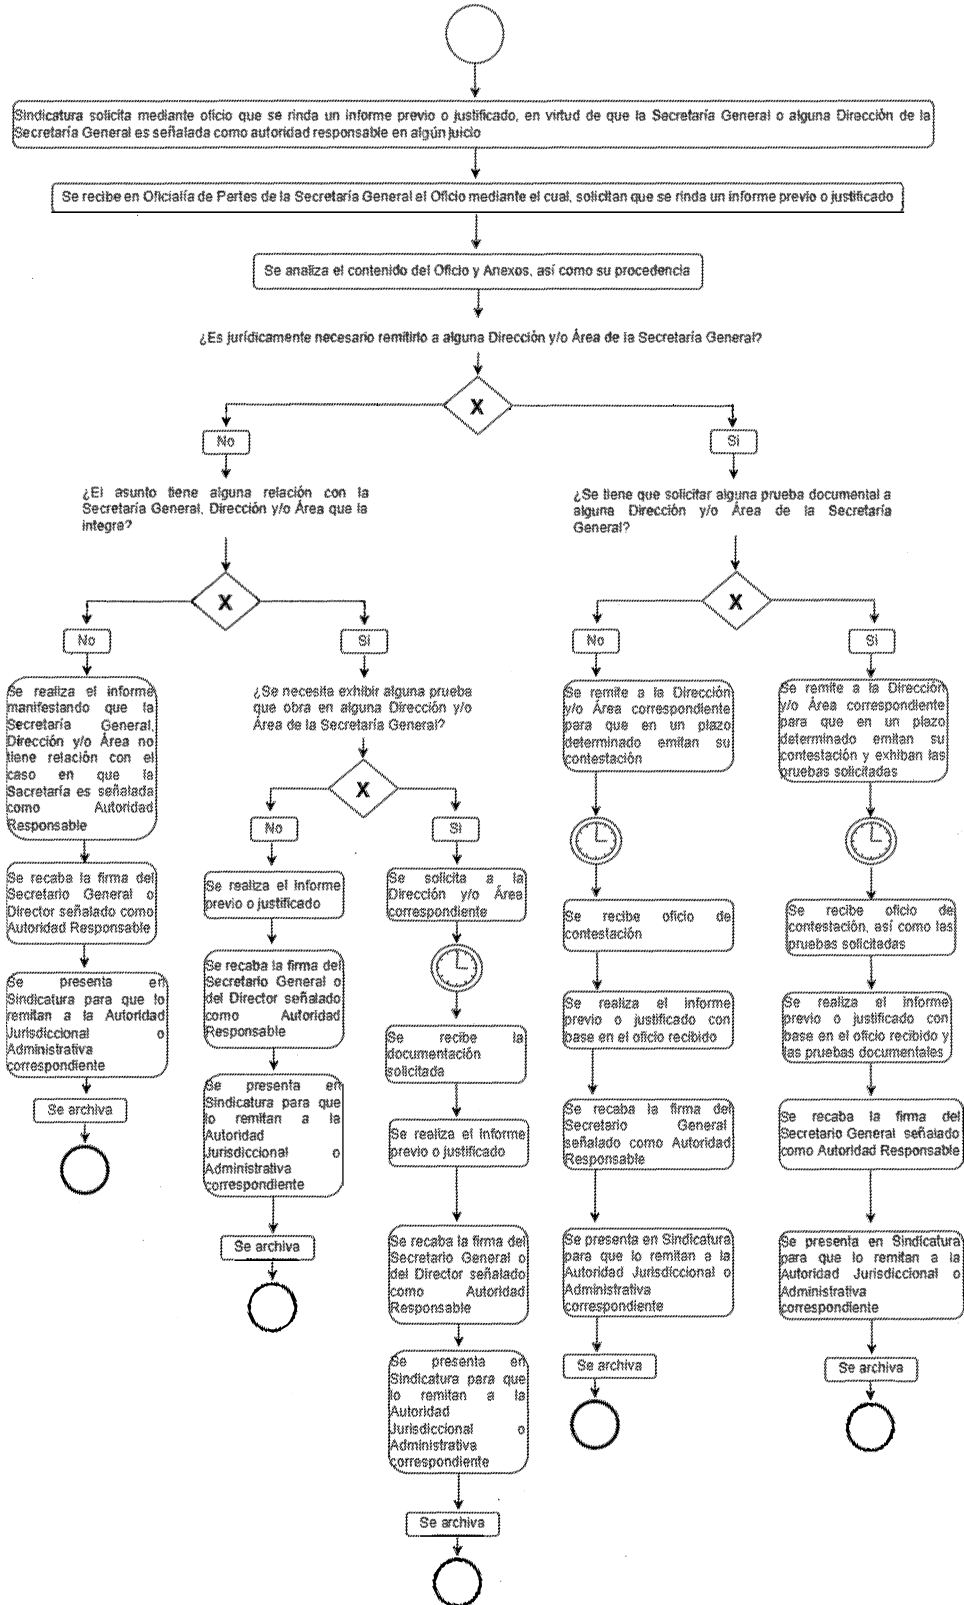 Sindicatura solicita mediante oficio que se rinda un informe previo o justificado, en virtud de que la Secretaría General o alguna Dirección de la
Secretaría General es señalada como autoridad responsable en algún juicio
Se recibe en Oficialía de Partes de la Secretaría General el Oficio mediante el cual, solicitan que se rinda un informe previo o justificado
Se analiza el contenido del Oficio y Anexos, así como su procedencia
¿Es jurídicamente necesario remitirlo a alguna Dirección y/o Área de la Secretaría General?
X
No
Si
¿El asunto tiene alguna relación con la
Secretaría General, Dirección y/o Área que la
integra?
¿Se tiene que solicitar alguna prueba documental a
alguna Dirección y/o Área de la Secretaría
General?
X
X
No
Si
No
Si
Se realiza el informe
manifestando que la
Secretaría General,
Dirección y/o Área no
tiene relación con el
caso en que la
Secretaría es señalada
como Autoridad
Responsable
Se recaba la firma del
Secretario General o
Director señalado como
Autoridad Responsable
Se presenta en
Sindicatura para que lo
remitan a la Autoridad
Jurisdiccional o
Administrativa
correspondiente
Se archiva
¿Se necesita exhibir alguna prueba
que obra en alguna Dirección y/o
Área de la Secretaría General?
X
No
Si
Se realiza el informe
previo o justificado
Se recaba la firma del
Secretario General o
del Director señalado
como Autoridad
Responsable
Se presenta en
Sindicatura para que
lo remitan a la
Autoridad
Jurisdiccional o
Administrativa
correspondiente
Se archiva
Se solicita a la
Dirección y/o Área
correspondiente
Se recibe la
documentación
solicitada
Se realiza el informe
previo o justificado
Se recaba la firma del
Secretario General o
del Director señalado
como Autoridad
Responsable
Se presenta en
Sindicatura para que
lo remitan a la
Autoridad
Jurisdiccional o
Administrativa
correspondiente
Se archiva
Se remite a la Dirección
y/o Área correspondiente
para que en un plazo
determinado emitan su
contestación
Se recibe oficio de
contestación
Se realiza el informe
previo o justificado con
base en el oficio recibido
Se recaba la firma del
Secretario General
señalado como Autoridad
Responsable
Se presenta en Sindicatura
para que lo remitan a la
Autoridad Jurisdiccional o
Administrativa
correspondiente
Se archiva
Se remite a la Dirección
y/o Área correspondiente
para que en un plazo
determinado emitan su
contestación y exhiban las
pruebas solicitadas
Se recibe oficio de
contestación, así como las
pruebas solicitadas
Se realiza el informe
previo o justificado con
base en el oficio recibido y
las pruebas documentales
Se recaba la firma del
Secretario General señalado
como Autoridad Responsable
Se presenta en Sindicatura
para que lo remitan a la
Autoridad Jurisdiccional o
Administrativa
correspondiente
Se archiva